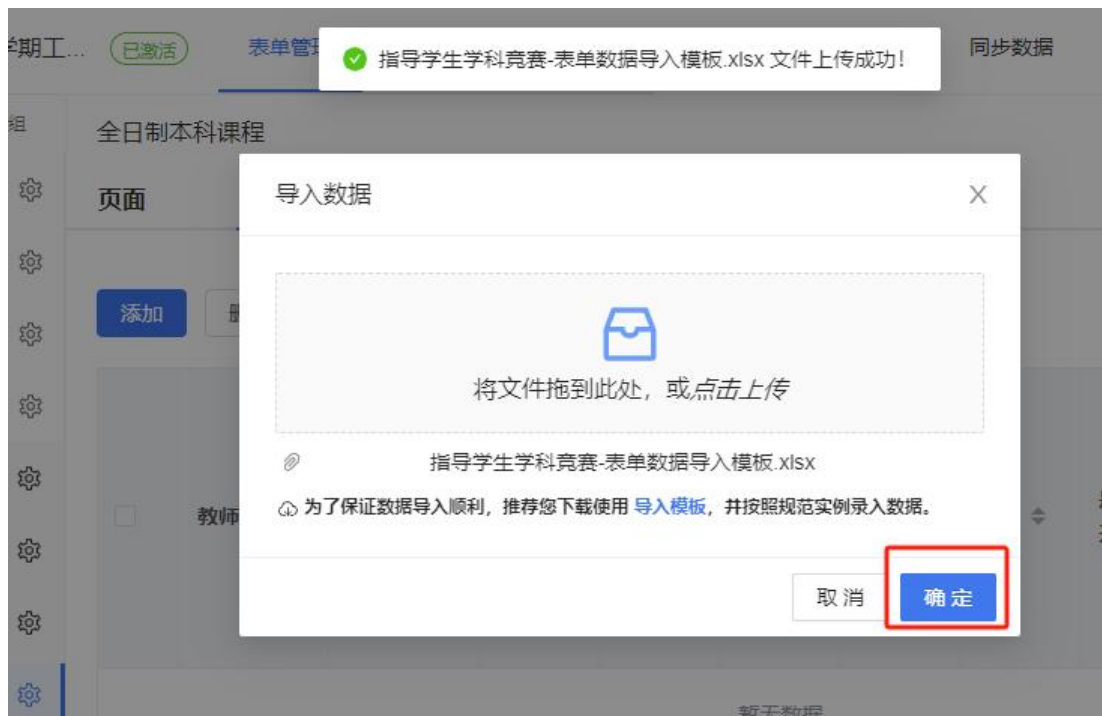 学期工... 已激活 表单管理 同步数据
指导学生学科竞赛-表单数据导入模板.xlsx 文件上传成功！
组
全日制本科课程
页面
导入数据
添加
将文件拖到此处，或点击上传
指导学生学科竞赛-表单数据导入模板.xlsx
为了保证数据导入顺利，推荐您下载使用 导入模板，并按照规范实例录入数据。
教师
取消 确定
暂无数据